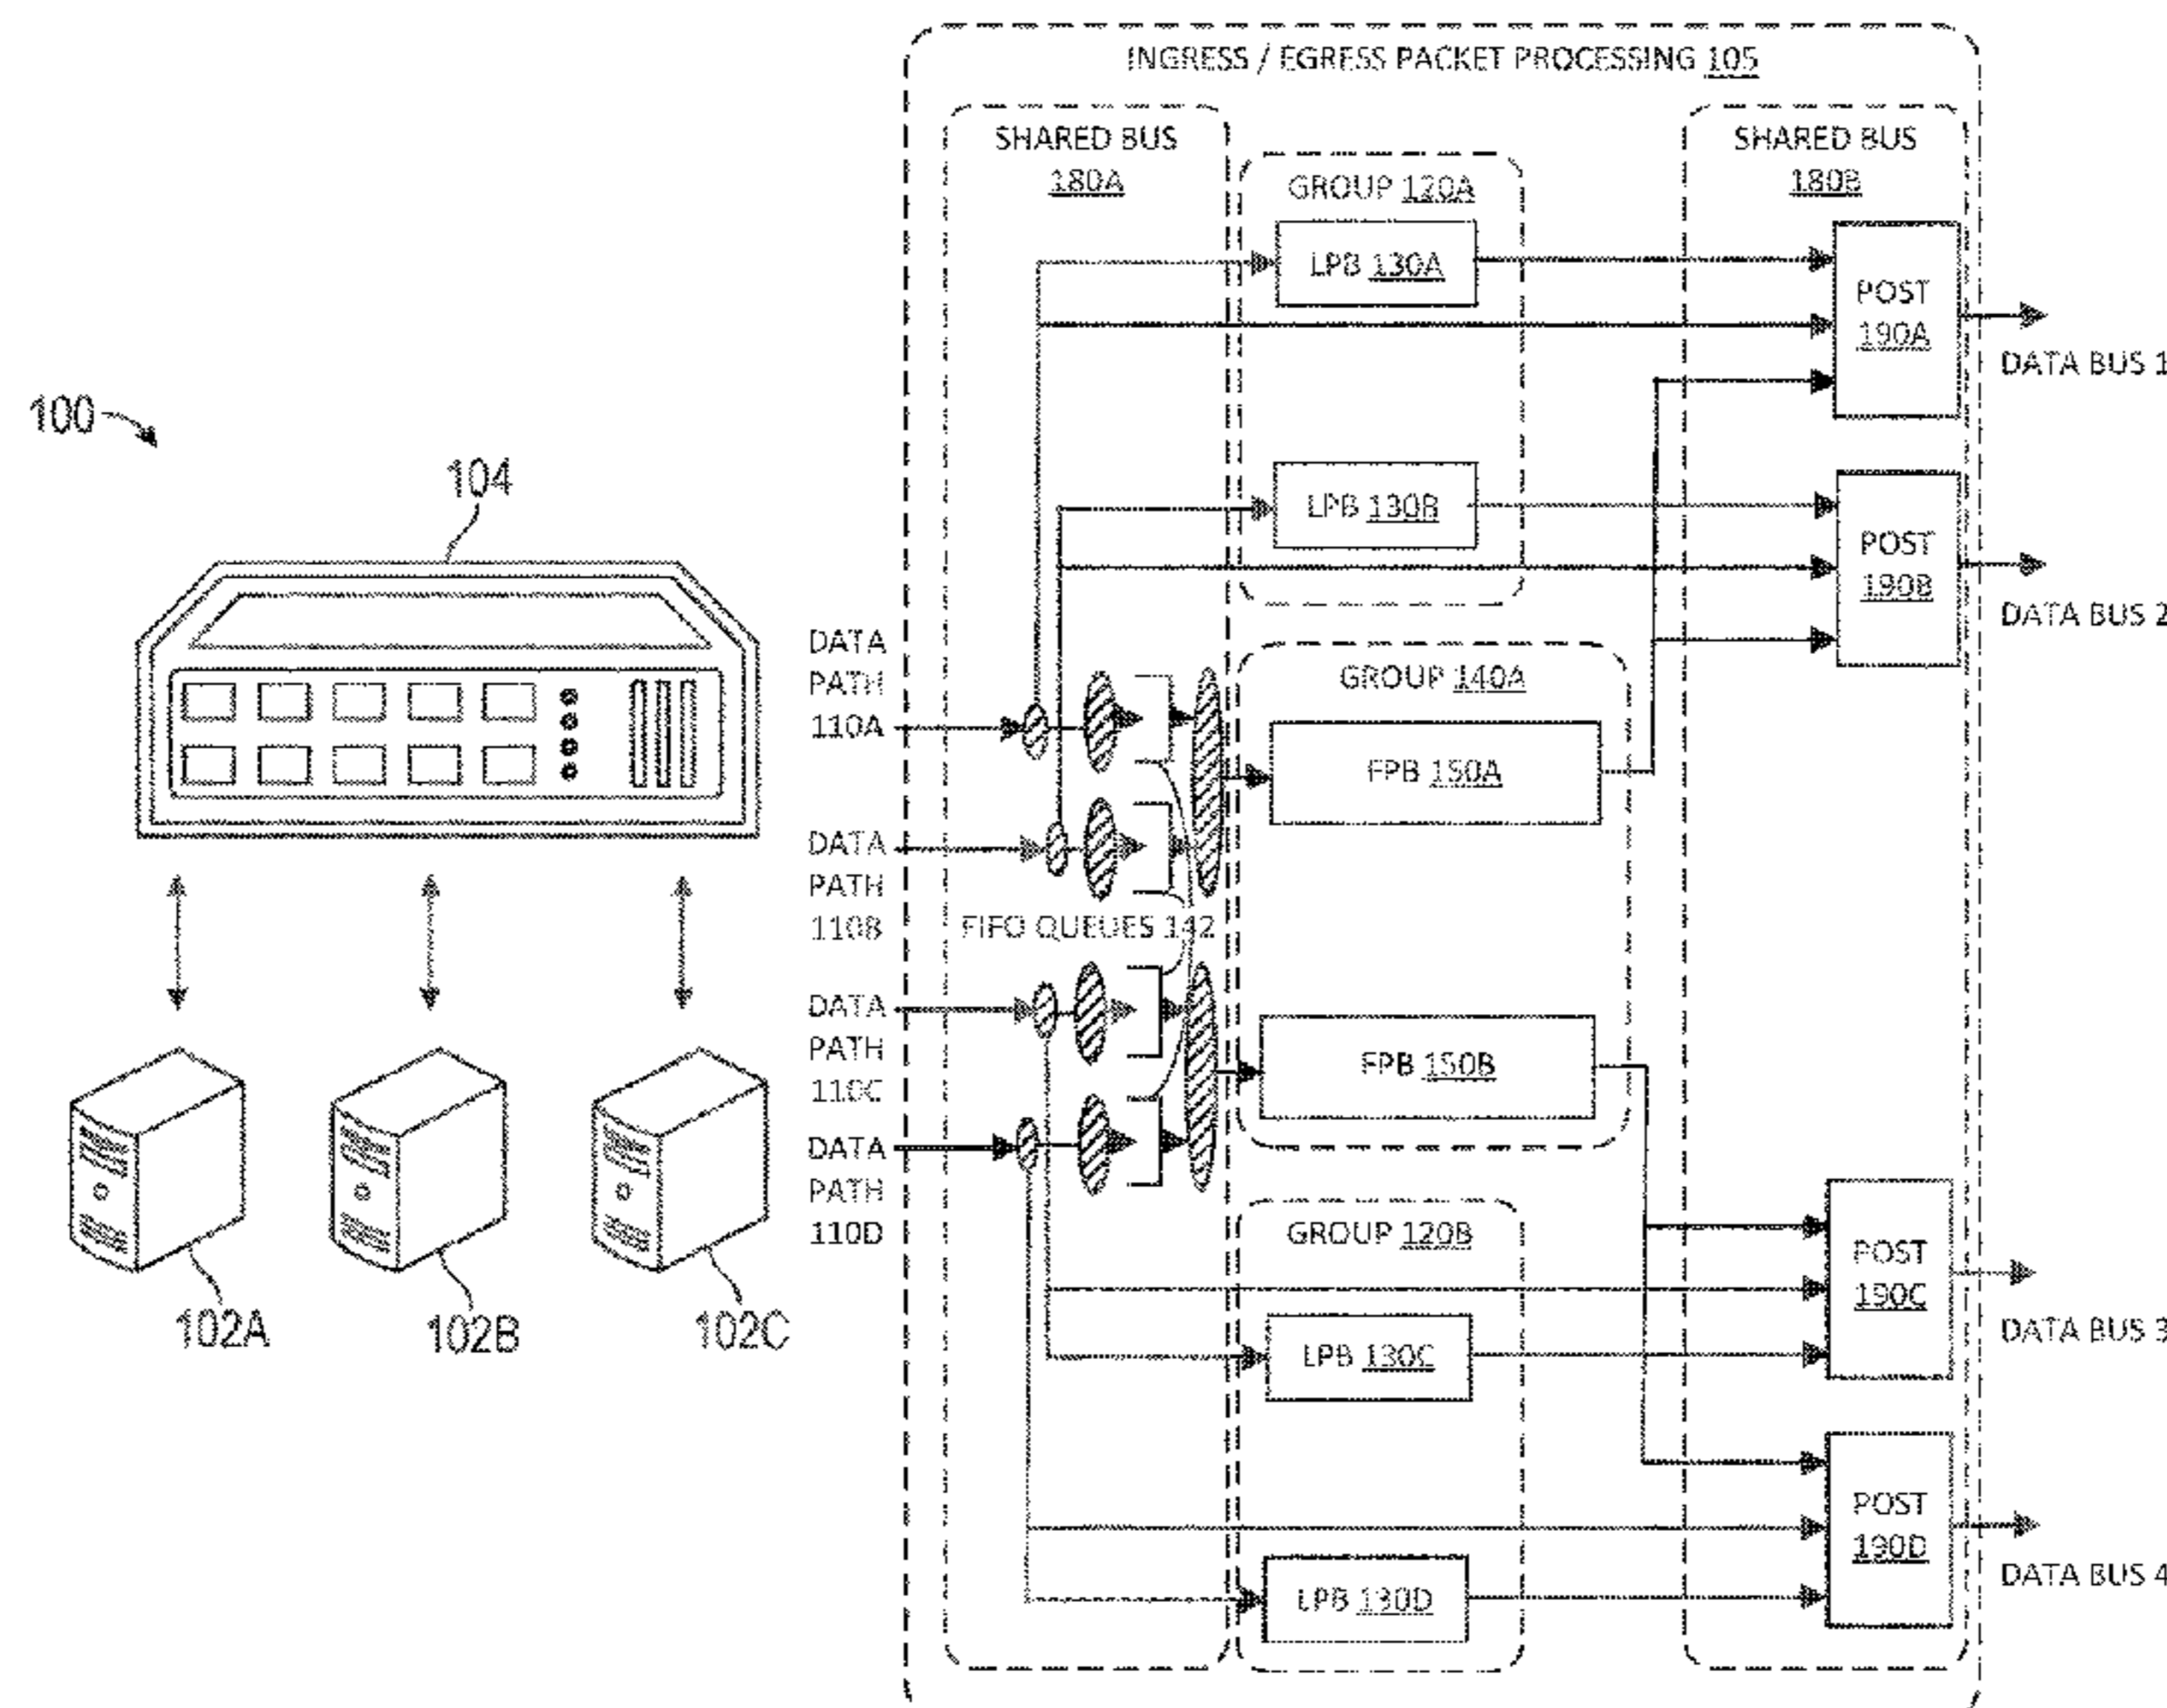 INGRESS / EGRESS PACKET PROCESSING 105
SHARED BUS
180A
SHARED BUS
180B
GROUP 120A
LPB 130A
POST
190A
DATA BUS 1
100
104
LPB 130B
POST
190B
DATA BUS 2
DATA
PATH
110A
GROUP 140A
FPB 150A
DATA
PATH
110B
FIFO QUEUES 142
DATA
PATH
110C
FPB 150B
DATA
PATH
110D
GROUP 120B
POST
190C
DATA BUS 3
LPB 130C
102A
102B
102C
POST
190D
DATA BUS 4
LPB 130D